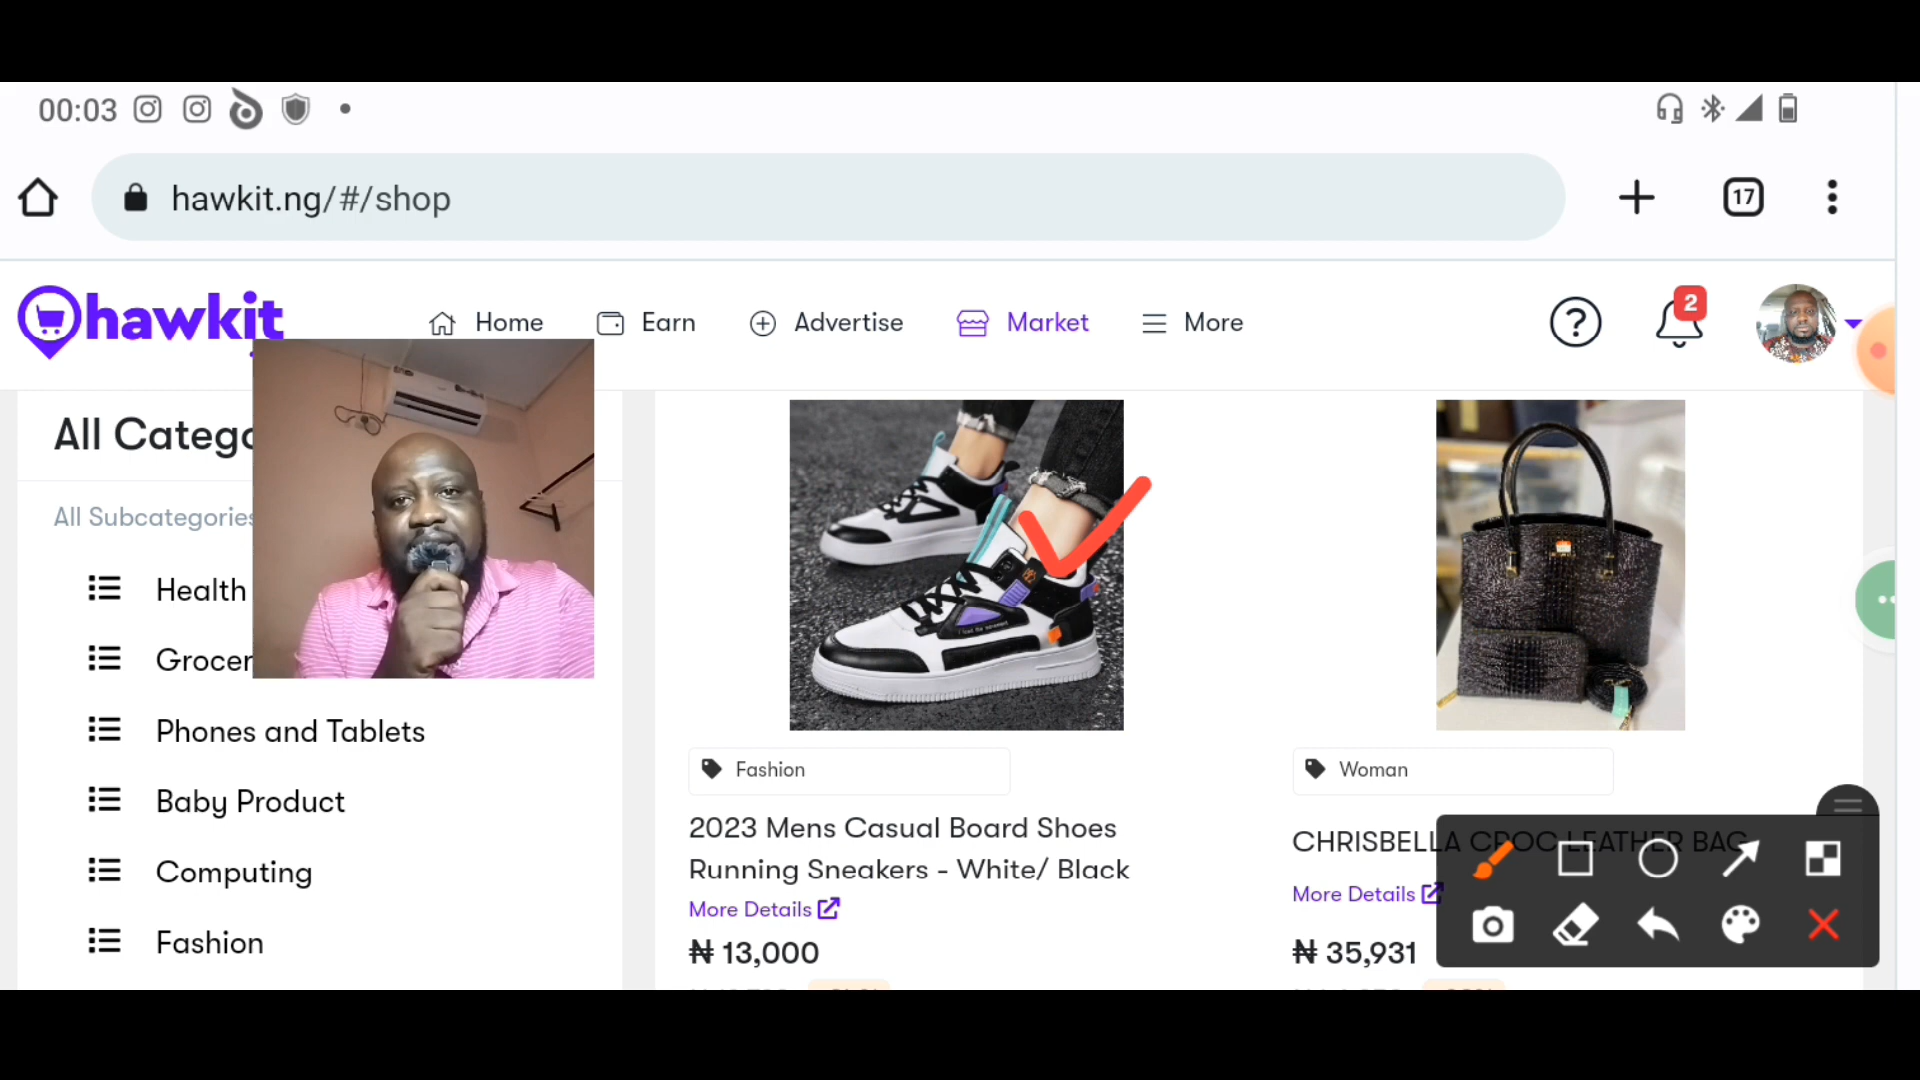 00:03
hawkit.ng/#/shop
17
hawkit
Home
Earn
Advertise
Market
More
2
All Catego
All Subcategories
Health
Grocer
Phones and Tablets
Baby Product
Computing
Fashion
Fashion
2023 Mens Casual Board Shoes
Running Sneakers - White/ Black
More Details
₦ 13,000
Woman
CHRISBELLA CROC LEATHER BAG
More Details
₦ 35,931